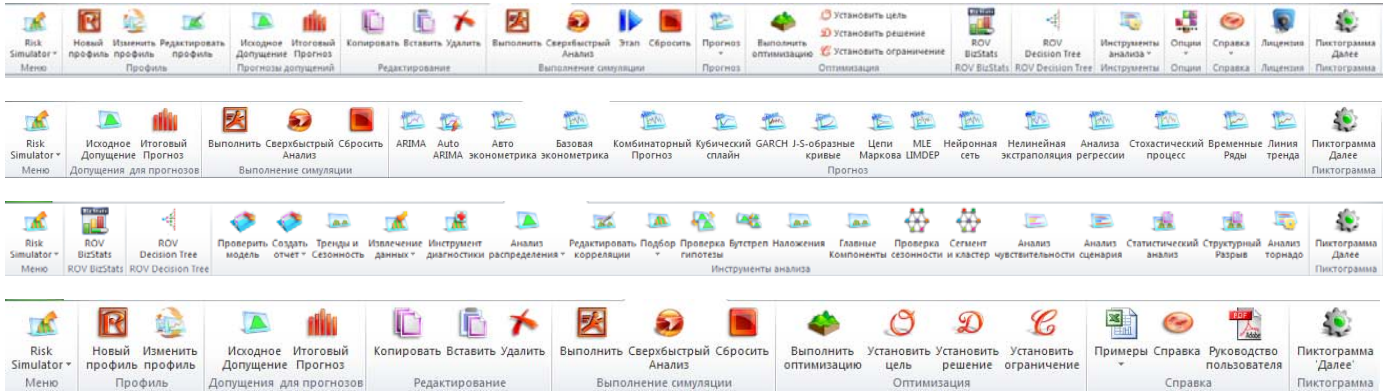 Risk Simulator Новый профиль Изменить профиль Редактировать профиль Исходное Допущение Итоговый Прогноз Копировать Вставить Удалить Выполнить Сверхбыстрый Анализ Этап Сбросить Прогноз Выполнить оптимизацию Установить цель Установить решение Установить ограничение ROV BizStats ROV Decision Tree Инструменты анализа Опции Справка Лицензия Пиктограмма Далее
Меню Профиль Прогнозы допущений Редактирование Выполнение симуляции Прогноз Оптимизация ROV BizStats ROV Decision Tree Инструменты Опции Справка Лицензия Пиктограмма
Risk Simulator Исходное Допущение Итоговый Прогноз Выполнить Сверхбыстрый Анализ Сбросить ARIMA Auto ARIMA Авто эконометрика Базовая эконометрика Комбинаторный Прогноз Кубический сплайн GARCH J-S-образные кривые Цепи Маркова MLE LIMDEP Нейронная сеть Нелинейная экстраполяция Анализа регрессии Стохастический процесс Временные Ряды Линия тренда Пиктограмма Далее
Меню Допущения для прогнозов Выполнение симуляции Прогноз Пиктограмма
Risk Simulator ROV BizStats ROV Decision Tree Проверить модель Создать отчет Тренды и Сезонность Извлечение данных Инструмент диагностики Анализ распределения Редактировать корреляции Подбор Проверка гипотезы Бутстреп Наложения Главные Компоненты Проверка сезонности Сегмент и кластер Анализ чувствительности Анализ сценария Статистический анализ Структурный Разрыв Анализ торнадо Пиктограмма Далее
Меню ROV BizStats ROV Decision Tree Инструменты анализа Пиктограмма
Risk Simulator Новый профиль Изменить профиль Исходное Допущение Итоговый Прогноз Копировать Вставить Удалить Выполнить Сверхбыстрый Анализ Сбросить Выполнить оптимизацию Установить цель Установить решение Установить ограничение Примеры Справка Руководство пользователя Пиктограмма 'Далее'
Меню Профиль Допущения для прогнозов Редактирование Выполнение симуляции Оптимизация Справка Пиктограмма